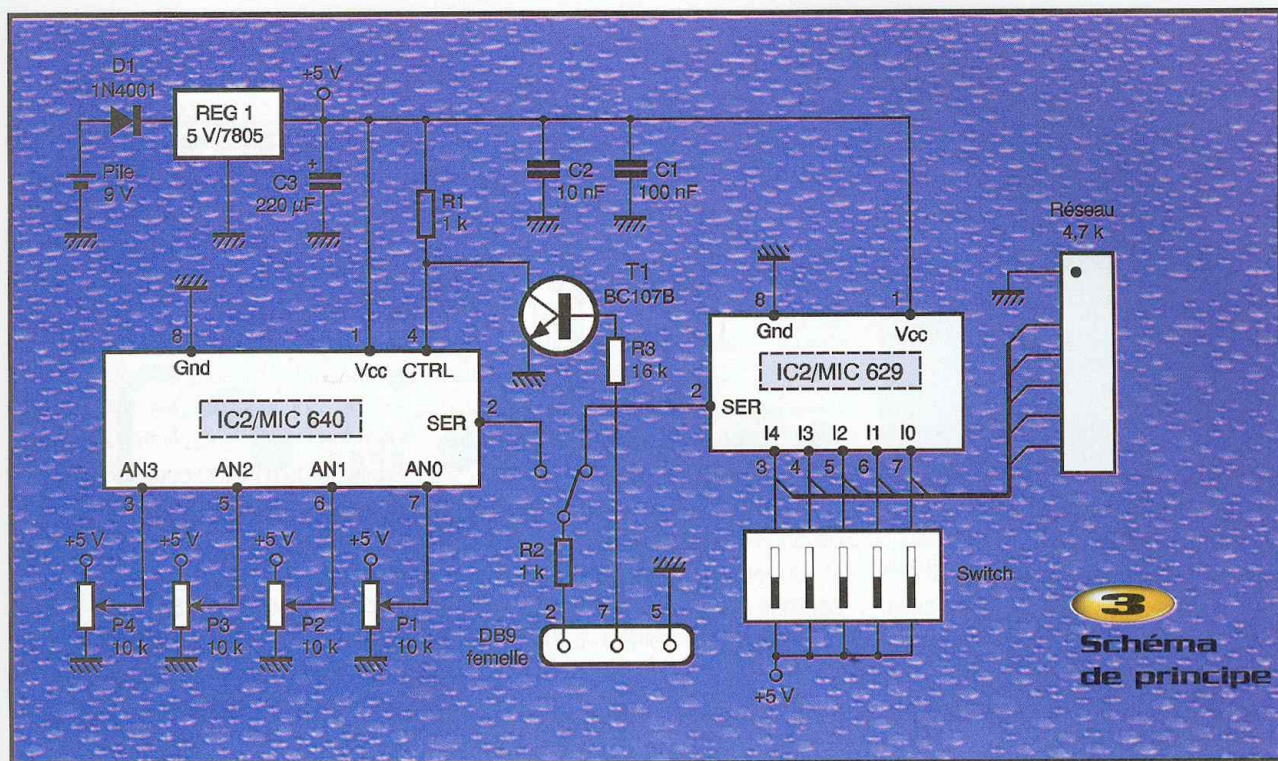 D1
1N4001
REG 1
5 V/7805
+5 V
Pile
9 V
+
C3
220 µF
R1
1 k
C2
10 nF
C1
100 nF
Réseau
4,7 k
T1
BC107B
8
Gnd
1
Vcc
4
CTRL
IC2/MIC 640
SER
2
AN3
AN2
AN1
AN0
3
5
6
7
R3
16 k
8
Gnd
1
Vcc
IC2/MIC 629
2
SER
I4
I3
I2
I1
I0
3
4
5
6
7
+5 V
+5 V
+5 V
+5 V
P4
10 k
P3
10 k
P2
10 k
P1
10 k
R2
1 k
2
7
5
DB9
femelle
Switch
+5 V
3
Schéma
de principe